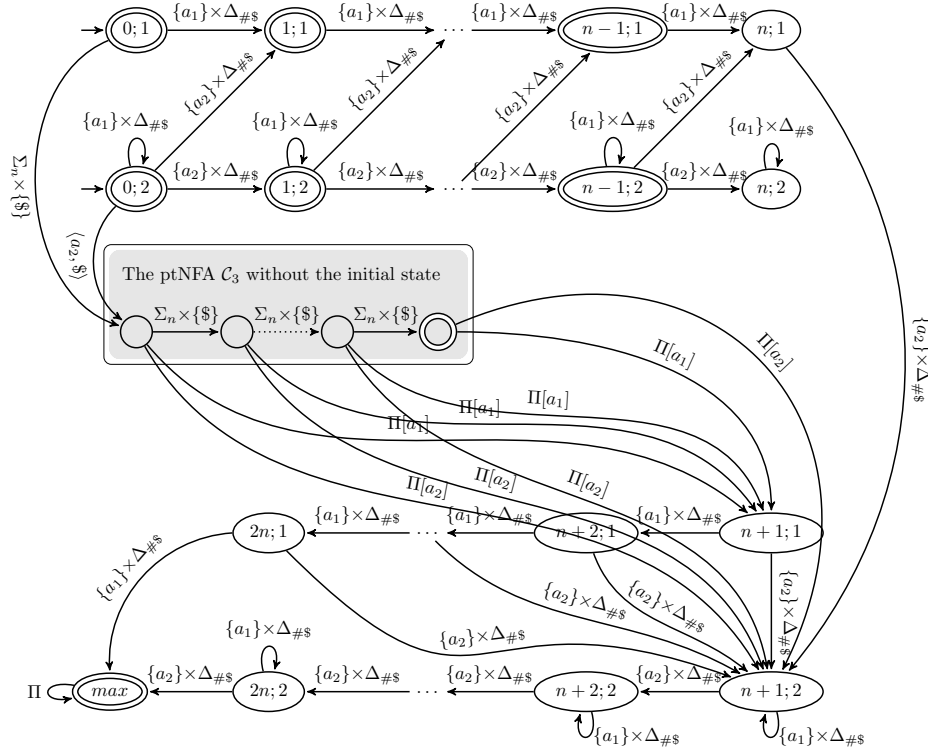 {a₁}×Δ#$ {a₁}×Δ#$ {a₁}×Δ#$ {a₁}×Δ#$
0; 1 1; 1 ··· n − 1; 1 n; 1
{a₂}×Δ#$ {a₂}×Δ#$ {a₂}×Δ#$ {a₂}×Δ#$
{a₁}×Δ#$ {a₁}×Δ#$ {a₁}×Δ#$ {a₁}×Δ#$
{a₂}×Δ#$ {a₂}×Δ#$ {a₂}×Δ#$ {a₂}×Δ#$
0; 2 1; 2 ··· n − 1; 2 n; 2
Σₙ×{$}
⟨a₂,$⟩
The ptNFA 𝒞₃ without the initial state
Σₙ×{$} Σₙ×{$} Σₙ×{$}
Π[a₁] Π[a₂]
{a₂}×Δ#$
Π[a₁]
Π[a₁]
Π[a₁]
Π[a₂] Π[a₂] Π[a₂]
{a₁}×Δ#$ {a₁}×Δ#$ {a₁}×Δ#$
2n; 1 ··· n + 2; 1 n + 1; 1
{a₁}×Δ#$
{a₂}×Δ#$ {a₂}×Δ#$ {a₂}×Δ#$
{a₂}×Δ#$
{a₁}×Δ#$
{a₂}×Δ#$ {a₂}×Δ#$ {a₂}×Δ#$ {a₂}×Δ#$
Π max 2n; 2 ··· n + 2; 2 n + 1; 2
{a₁}×Δ#$ {a₁}×Δ#$